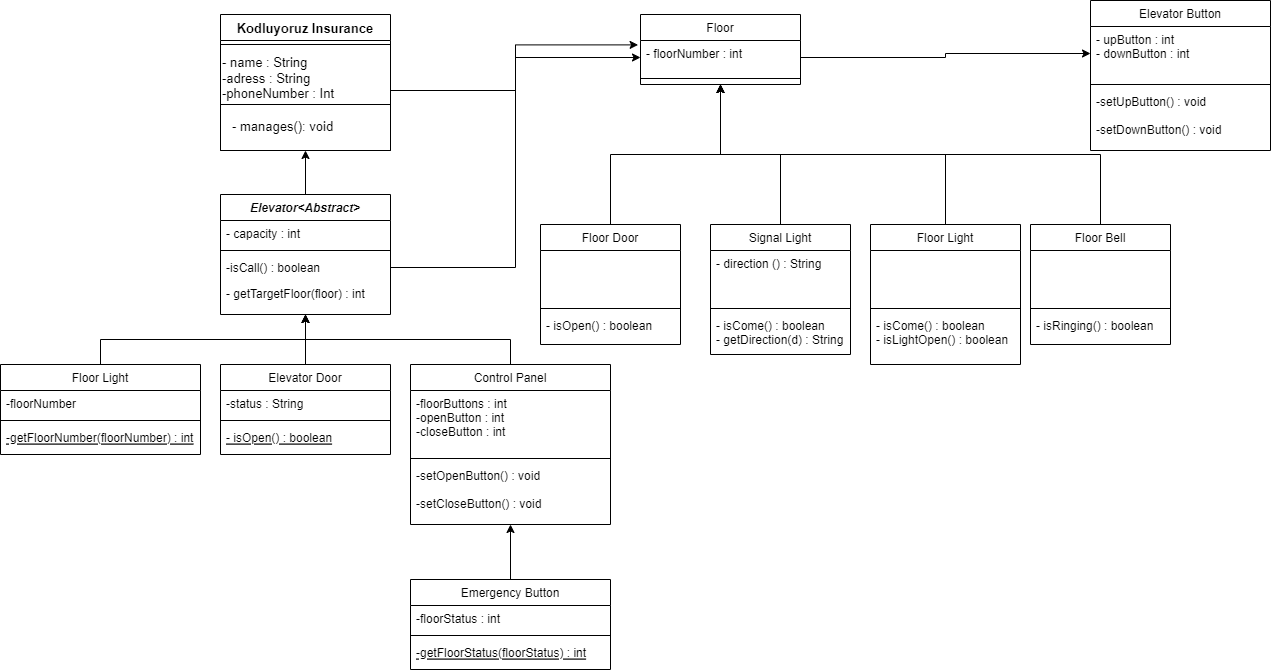 Kodluyoruz Insurance
- name : String
-adress : String
-phoneNumber : Int
- manages(): void
Floor
- floorNumber : int
Elevator Button
- upButton : int
- downButton : int
-setUpButton() : void
-setDownButton() : void
Elevator<Abstract>
- capacity : int
-isCall() : boolean
- getTargetFloor(floor) : int
Floor Door
- isOpen() : boolean
Signal Light
- direction () : String
- isCome() : boolean
- getDirection(d) : String
Floor Light
- isCome() : boolean
- isLightOpen() : boolean
Floor Bell
- isRinging() : boolean
Floor Light
-floorNumber
-getFloorNumber(floorNumber) : int
Elevator Door
-status : String
- isOpen() : boolean
Control Panel
-floorButtons : int
-openButton : int
-closeButton : int
-setOpenButton() : void
-setCloseButton() : void
Emergency Button
-floorStatus : int
-getFloorStatus(floorStatus) : int